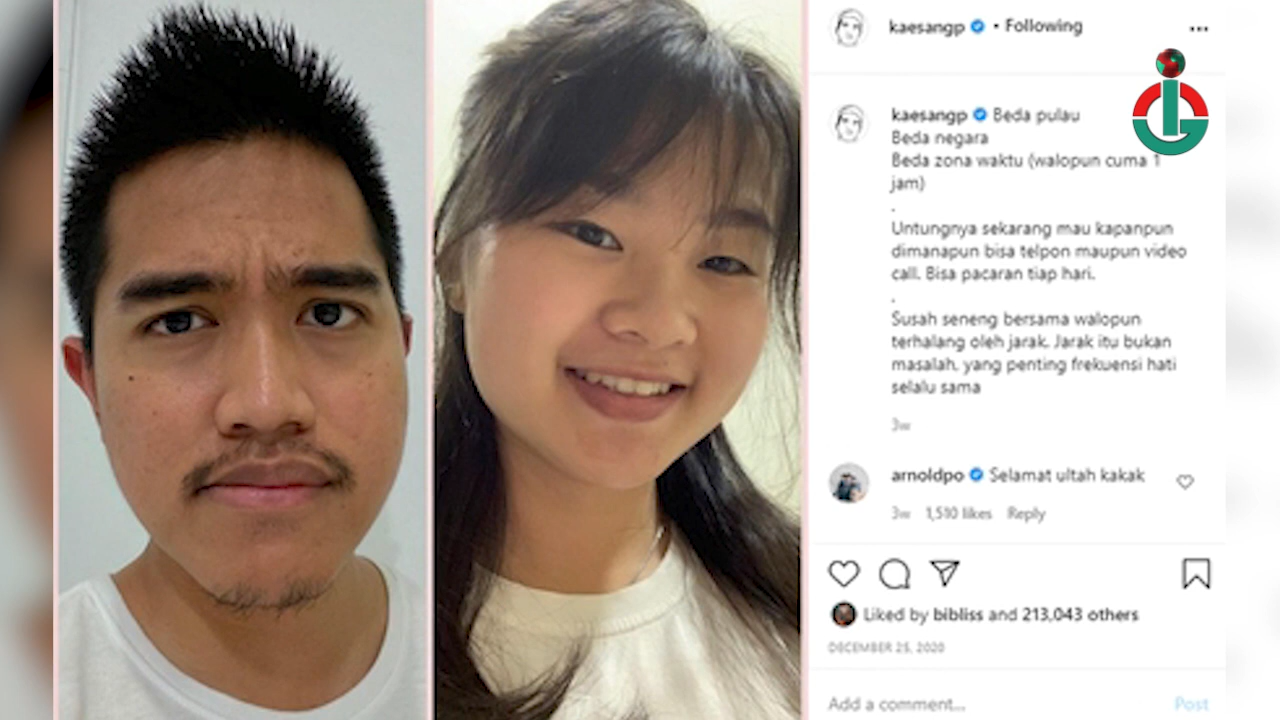 kaesangp • Following
kaesangp Beda pulau
Beda negara
Beda zona waktu (walopun cuma 1
jam)
.
Untungnya sekarang mau kapanpun
dimanapun bisa telpon maupun video
call. Bisa pacaran tiap hari.
.
Susah seneng bersama walopun
terhalang oleh jarak. Jarak itu bukan
masalah, yang penting frekuensi hati
selalu sama
3w
arnoldpo Selamat ultah kakak
3w 1,510 likes Reply
Liked by bibliss and 213,043 others
DECEMBER 25, 2020
Add a comment... Post